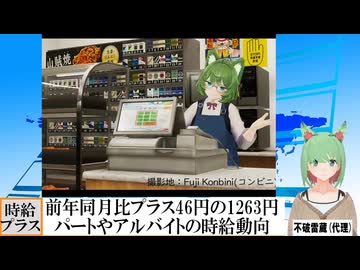 山賊焼
撮影地：Fuji Konbini(コンビニ
時給
プラス
前年同月比プラス46円の1263円
パートやアルバイトの時給動向
不破雷蔵(代理)